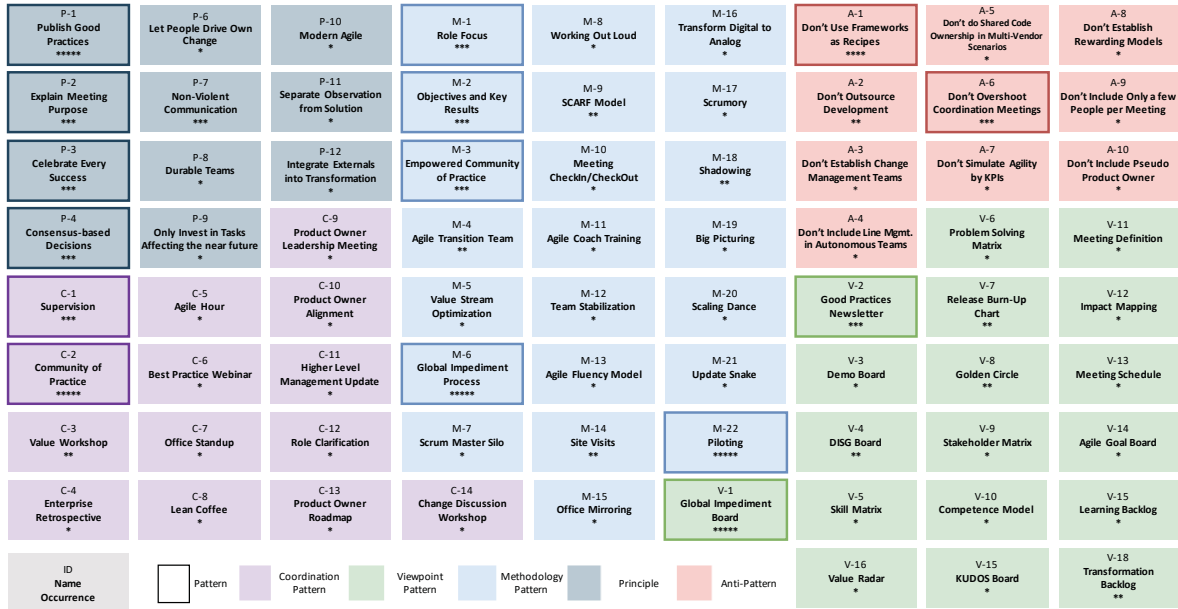 P-1
Publish Good
Practices
*****
P-6
Let People Drive Own
Change
*
P-10
Modern Agile
*
M-1
Role Focus
***
M-8
Working Out Loud
*
M-16
Transform Digital to
Analog
*
A-1
Don't Use Frameworks
as Recipes
****
A-5
Don't do Shared Code
Ownership in Multi-Vendor
Scenarios
*
A-8
Don't Establish
Rewarding Models
*
P-2
Explain Meeting
Purpose
***
P-7
Non-Violent
Communication
***
P-11
Separate Observation
from Solution
*
M-2
Objectives and Key
Results
***
M-9
SCARF Model
**
M-17
Scrumory
*
A-2
Don't Outsource
Development
**
A-6
Don't Overshoot
Coordination Meetings
***
A-9
Don't Include Only a few
People per Meeting
*
P-3
Celebrate Every
Success
***
P-8
Durable Teams
*
P-12
Integrate Externals
into Transformation
*
M-3
Empowered Community
of Practice
***
M-10
Meeting
CheckIn/CheckOut
*
M-18
Shadowing
**
A-3
Don't Establish Change
Management Teams
*
A-7
Don't Simulate Agility
by KPIs
*
A-10
Don't Include Pseudo
Product Owner
*
P-4
Consensus-based
Decisions
***
P-9
Only Invest in Tasks
Affecting the near future
*
C-9
Product Owner
Leadership Meeting
*
M-4
Agile Transition Team
**
M-11
Agile Coach Training
*
M-19
Big Picturing
*
A-4
Don't Include Line Mgmt.
in Autonomous Teams
*
V-6
Problem Solving
Matrix
*
V-11
Meeting Definition
*
C-1
Supervision
***
C-5
Agile Hour
*
C-10
Product Owner
Alignment
*
M-5
Value Stream
Optimization
*
M-12
Team Stabilization
*
M-20
Scaling Dance
*
V-2
Good Practices
Newsletter
***
V-7
Release Burn-Up
Chart
**
V-12
Impact Mapping
*
C-2
Community of
Practice
*****
C-6
Best Practice Webinar
*
C-11
Higher Level
Management Update
*
M-6
Global Impediment
Process
*****
M-13
Agile Fluency Model
*
M-21
Update Snake
*
V-3
Demo Board
*
V-8
Golden Circle
**
V-13
Meeting Schedule
*
C-3
Value Workshop
**
C-7
Office Standup
*
C-12
Role Clarification
*
M-7
Scrum Master Silo
*
M-14
Site Visits
**
M-22
Piloting
*****
V-4
DISG Board
**
V-9
Stakeholder Matrix
*
V-14
Agile Goal Board
*
C-4
Enterprise
Retrospective
*
C-8
Lean Coffee
*
C-13
Product Owner
Roadmap
*
C-14
Change Discussion
Workshop
*
M-15
Office Mirroring
*
V-1
Global Impediment
Board
*****
V-5
Skill Matrix
*
V-10
Competence Model
*
V-15
Learning Backlog
*
ID
Name
Occurrence
Pattern
Coordination
Pattern
Viewpoint
Pattern
Methodology
Pattern
Principle
Anti-Pattern
V-16
Value Radar
*
V-15
KUDOS Board
*
V-18
Transformation
Backlog
**